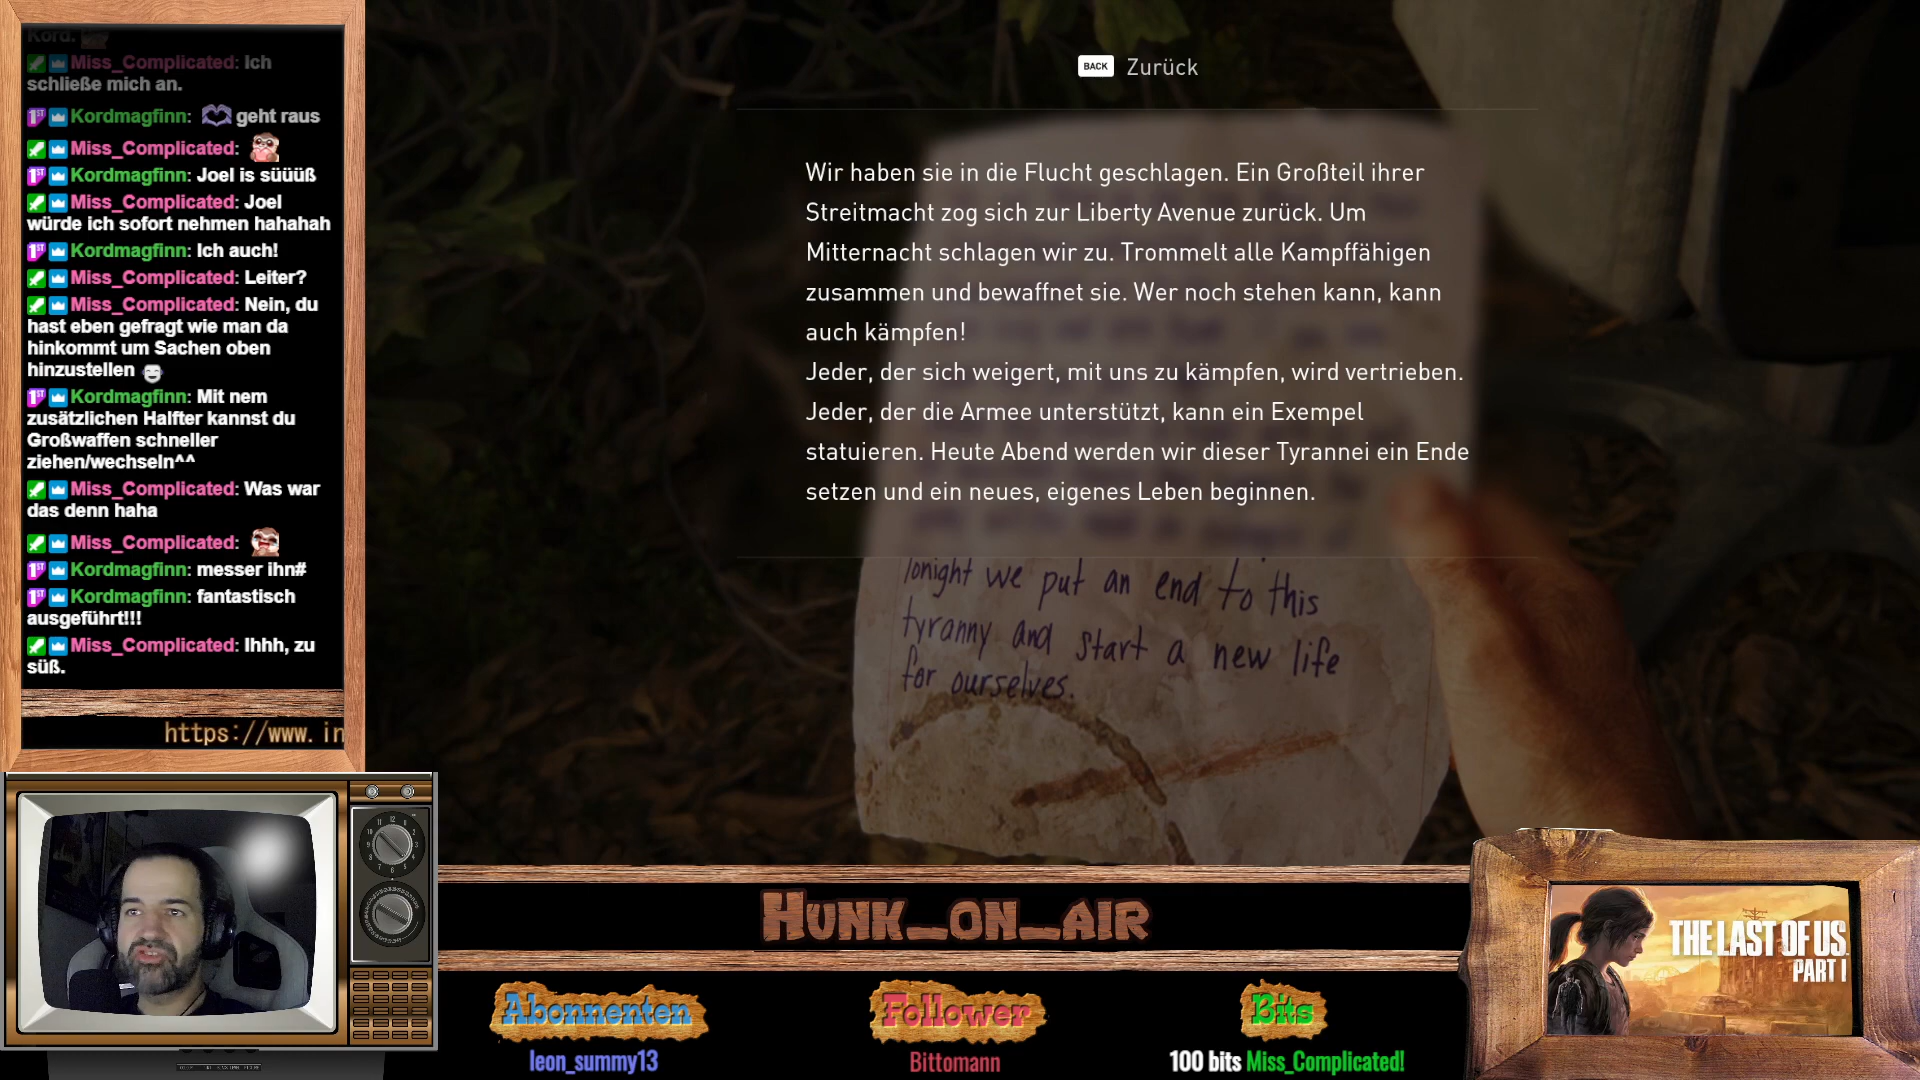 Kord.
Miss_Complicated: Ich
schließe mich an.
Kordmagfinn: geht raus
Miss_Complicated:
Kordmagfinn: Joel is süüüß
Miss_Complicated: Joel
würde ich sofort nehmen hahahah
Kordmagfinn: Ich auch!
Miss_Complicated: Leiter?
Miss_Complicated: Nein, du
hast eben gefragt wie man da
hinkommt um Sachen oben
hinzustellen
Kordmagfinn: Mit nem
zusätzlichen Halfter kannst du
Großwaffen schneller
ziehen/wechseln^^
Miss_Complicated: Was war
das denn haha
Miss_Complicated:
Kordmagfinn: messer ihn#
Kordmagfinn: fantastisch
ausgeführt!!!
Miss_Complicated: Ihhh, zu
süß.
https://www.in
BACK Zurück
Wir haben sie in die Flucht geschlagen. Ein Großteil ihrer
Streitmacht zog sich zur Liberty Avenue zurück. Um
Mitternacht schlagen wir zu. Trommelt alle Kampffähigen
zusammen und bewaffnet sie. Wer noch stehen kann, kann
auch kämpfen!
Jeder, der sich weigert, mit uns zu kämpfen, wird vertrieben.
Jeder, der die Armee unterstützt, kann ein Exempel
statuieren. Heute Abend werden wir dieser Tyrannei ein Ende
setzen und ein neues, eigenes Leben beginnen.
Tonight we put an end to this
tyranny and start a new life
for ourselves.
HUNK_ON_AIR
THE LAST OF US
PART I
Abonnenten
leon_summy13
Follower
Bittomann
Bits
100 bits Miss_Complicated!